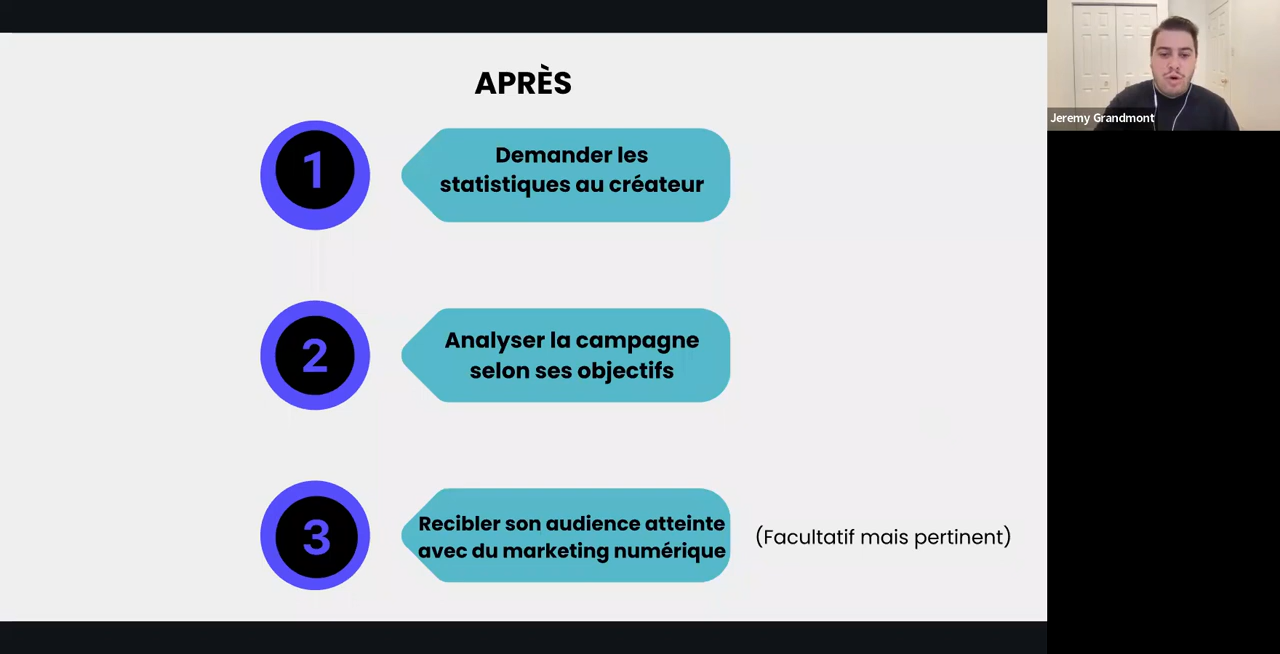 APRÈS
1
Demander les
statistiques au créateur
2
Analyser la campagne
selon ses objectifs
3
Recibler son audience atteinte
avec du marketing numérique
(Facultatif mais pertinent)
Jeremy Grandmont